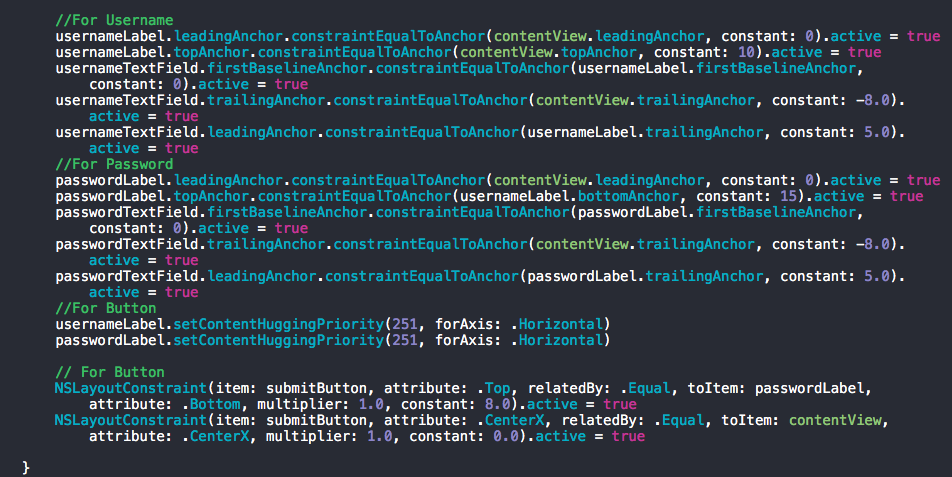 //For Username
usernameLabel.leadingAnchor.constraintEqualToAnchor(contentView.leadingAnchor, constant: 0).active = true
usernameLabel.topAnchor.constraintEqualToAnchor(contentView.topAnchor, constant: 10).active = true
usernameTextField.firstBaselineAnchor.constraintEqualToAnchor(usernameLabel.firstBaselineAnchor,
constant: 0).active = true
usernameTextField.trailingAnchor.constraintEqualToAnchor(contentView.trailingAnchor, constant: -8.0).
active = true
usernameTextField.leadingAnchor.constraintEqualToAnchor(usernameLabel.trailingAnchor, constant: 5.0).
active = true
//For Password
passwordLabel.leadingAnchor.constraintEqualToAnchor(contentView.leadingAnchor, constant: 0).active = true
passwordLabel.topAnchor.constraintEqualToAnchor(usernameLabel.bottomAnchor, constant: 15).active = true
passwordTextField.firstBaselineAnchor.constraintEqualToAnchor(passwordLabel.firstBaselineAnchor,
constant: 0).active = true
passwordTextField.trailingAnchor.constraintEqualToAnchor(contentView.trailingAnchor, constant: -8.0).
active = true
passwordTextField.leadingAnchor.constraintEqualToAnchor(passwordLabel.trailingAnchor, constant: 5.0).
active = true
//For Button
usernameLabel.setContentHuggingPriority(251, forAxis: .Horizontal)
passwordLabel.setContentHuggingPriority(251, forAxis: .Horizontal)
// For Button
NSLayoutConstraint(item: submitButton, attribute: .Top, relatedBy: .Equal, toItem: passwordLabel,
attribute: .Bottom, multiplier: 1.0, constant: 8.0).active = true
NSLayoutConstraint(item: submitButton, attribute: .CenterX, relatedBy: .Equal, toItem: contentView,
attribute: .CenterX, multiplier: 1.0, constant: 0.0).active = true
}